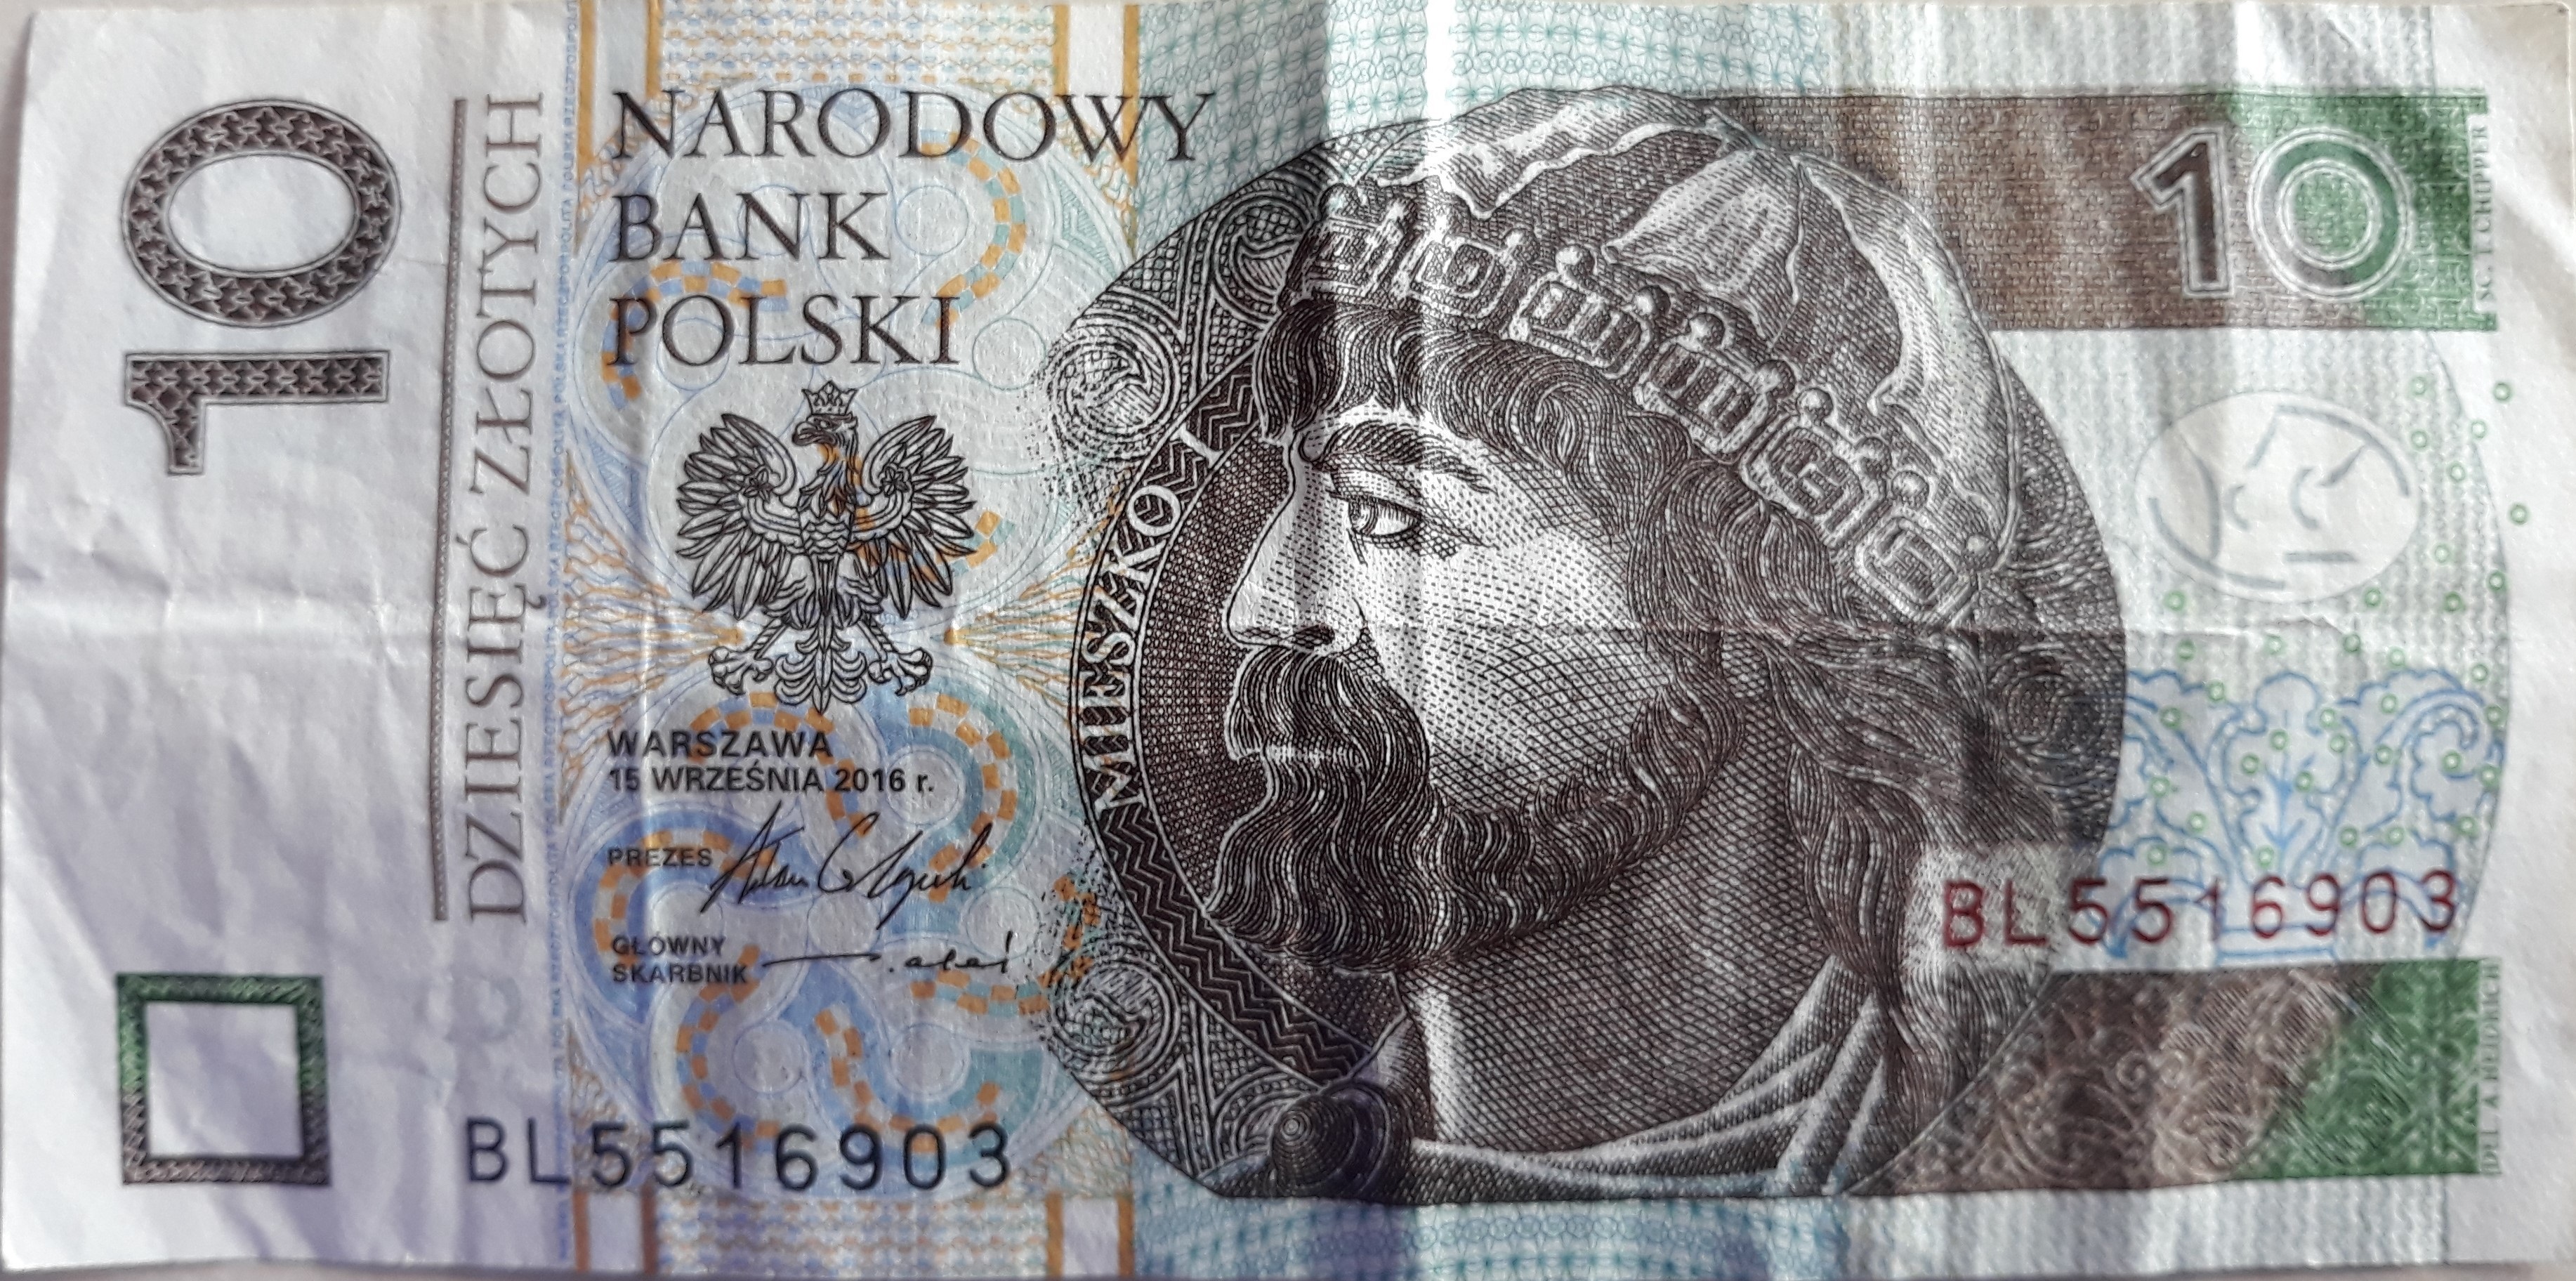 10
DZIESIĘĆ ZŁOTYCH
NARODOWY
BANK
POLSKI
WARSZAWA
15 WRZEŚNIA 2016 r.
PREZES
GŁÓWNY
SKARBNIK
BL5516903
MIESZKO I
10
SC. T. CHIPPER
BL5516903
DEL. A. HEIDRICH